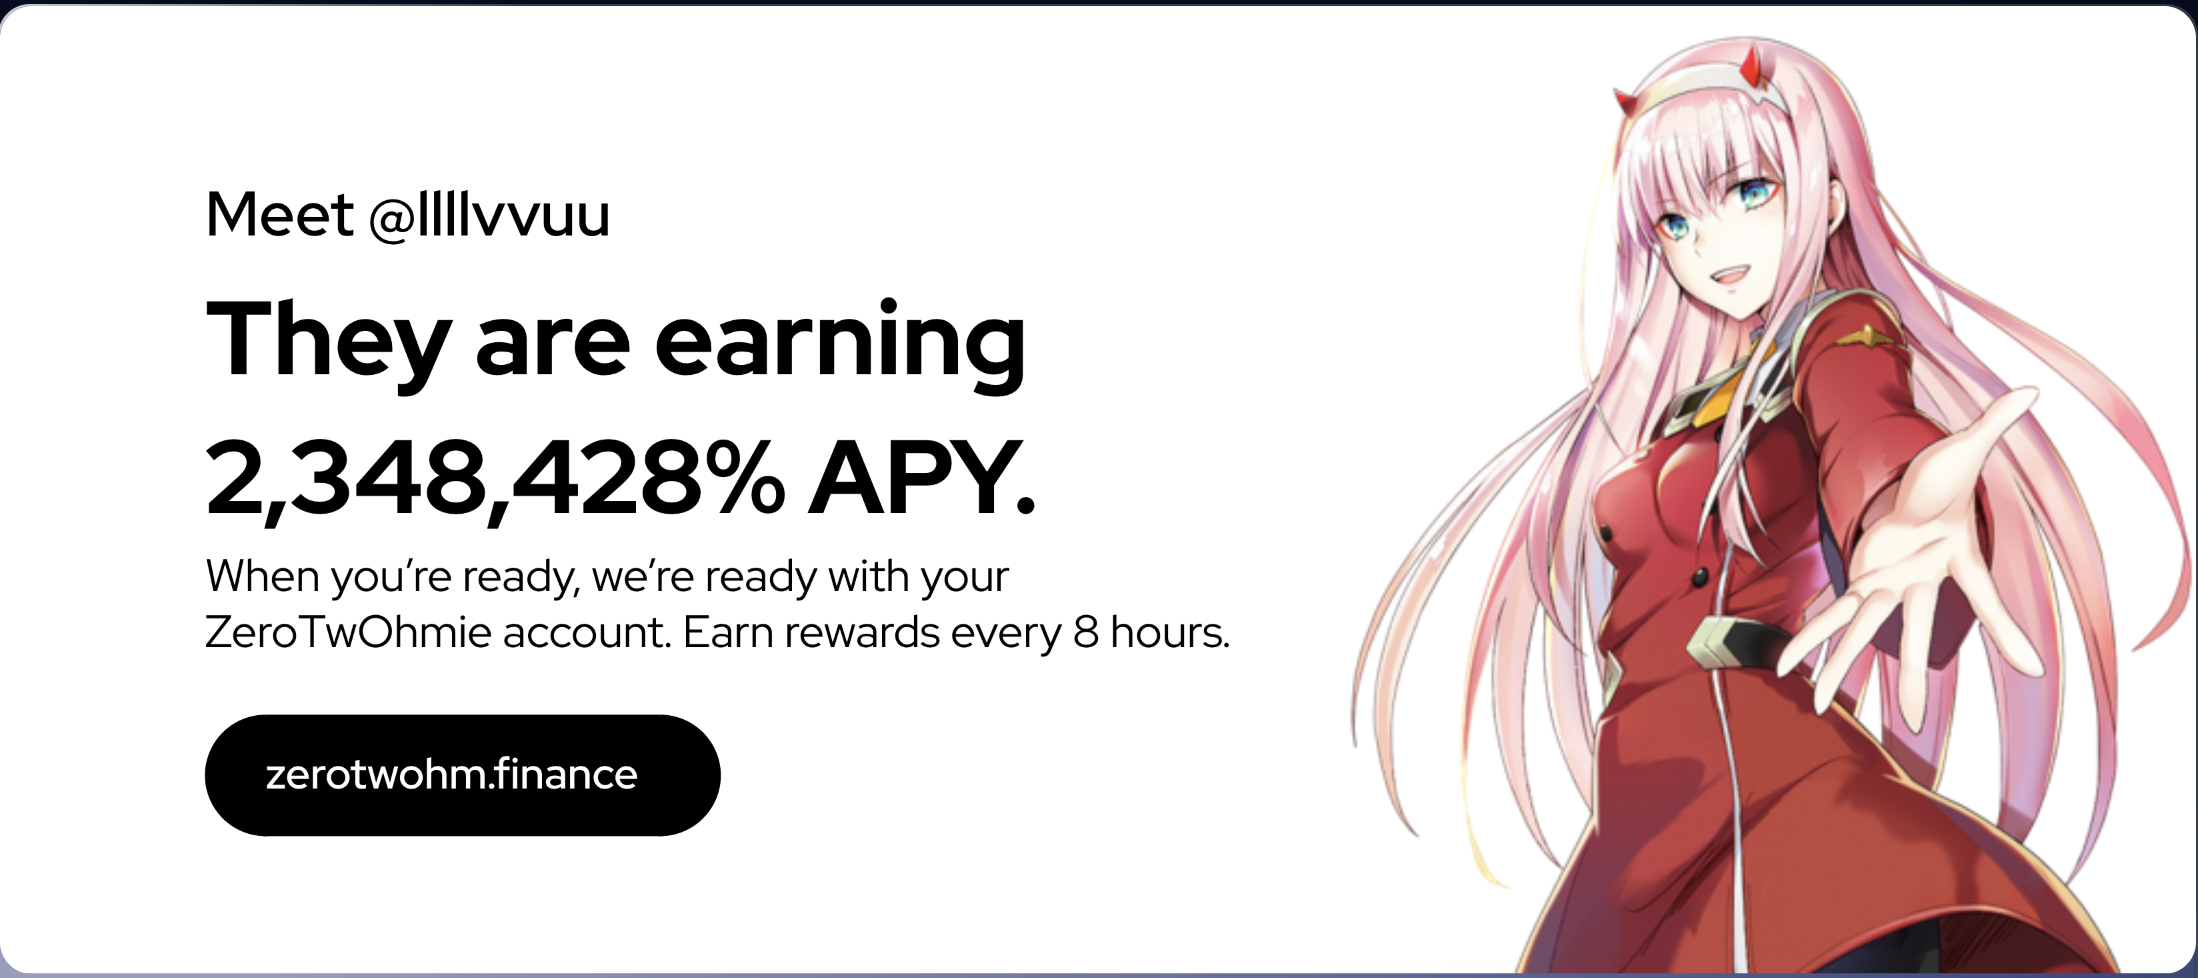 Meet @llllvvuu
They are earning
2,348,428% APY.
When you’re ready, we’re ready with your
ZeroTwOhmie account. Earn rewards every 8 hours.
zerotwohm.finance